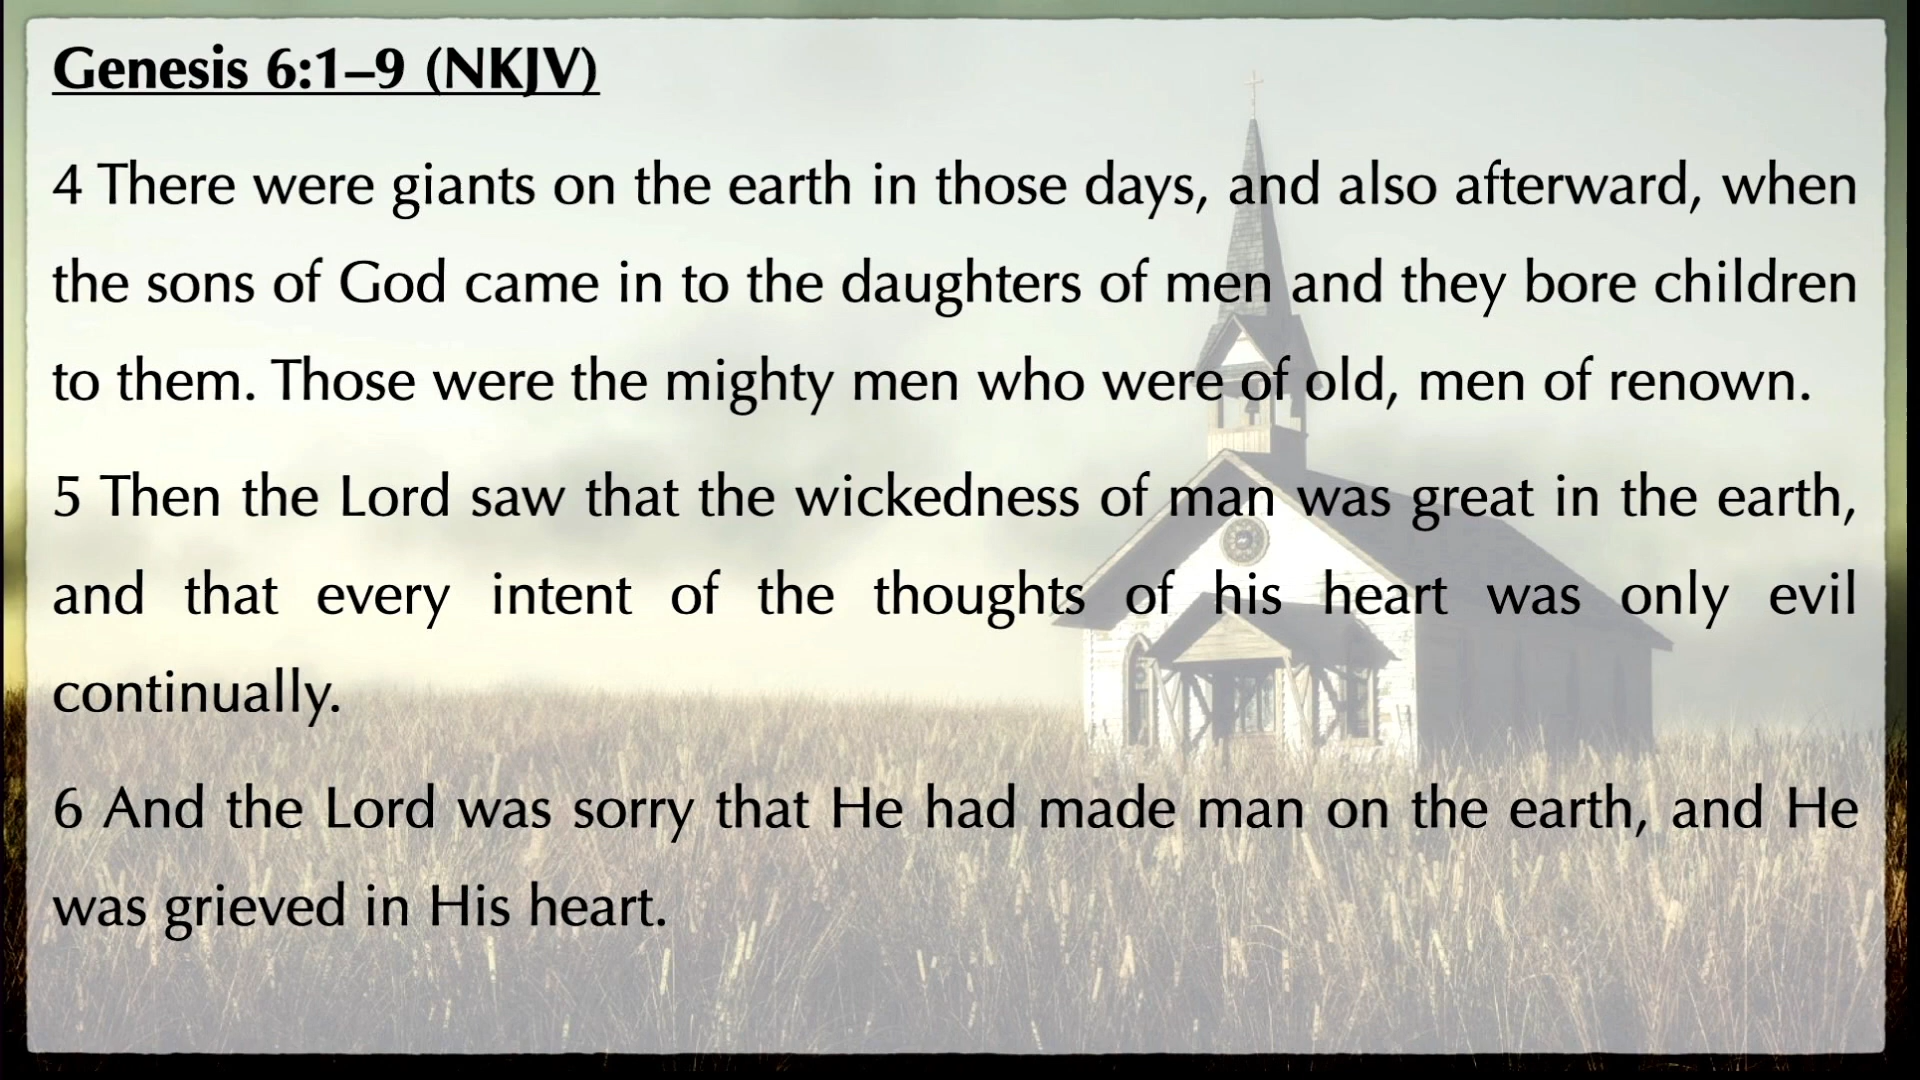 Genesis 6:1–9 (NKJV)
4 There were giants on the earth in those days, and also afterward, when
the sons of God came in to the daughters of men and they bore children
to them. Those were the mighty men who were of old, men of renown.
5 Then the Lord saw that the wickedness of man was great in the earth,
and that every intent of the thoughts of his heart was only evil
continually.
6 And the Lord was sorry that He had made man on the earth, and He
was grieved in His heart.